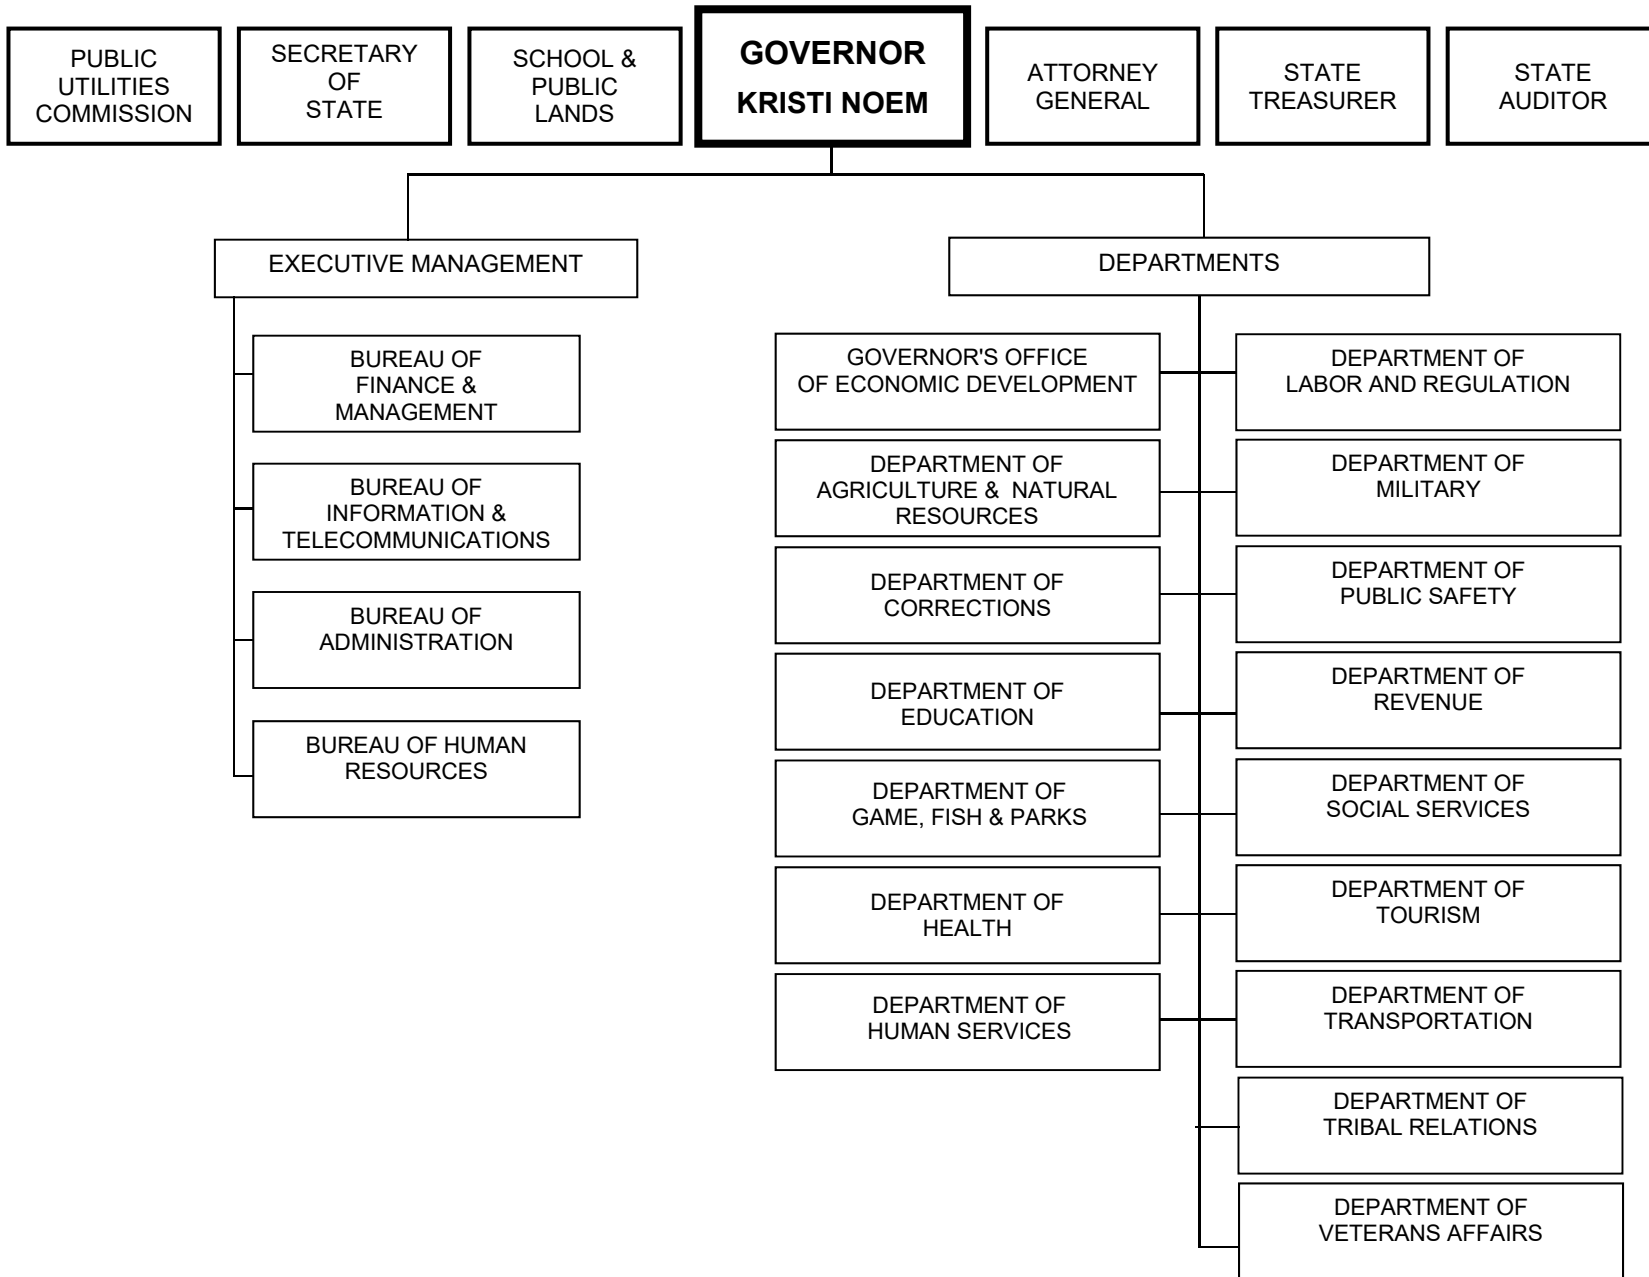 PUBLIC
UTILITIES
COMMISSION
SECRETARY
OF
STATE
SCHOOL &
PUBLIC
LANDS
GOVERNOR
KRISTI NOEM
ATTORNEY
GENERAL
STATE
TREASURER
STATE
AUDITOR
EXECUTIVE MANAGEMENT
BUREAU OF
FINANCE &
MANAGEMENT
BUREAU OF
INFORMATION &
TELECOMMUNICATIONS
BUREAU OF
ADMINISTRATION
BUREAU OF HUMAN
RESOURCES
DEPARTMENTS
GOVERNOR'S OFFICE
OF ECONOMIC DEVELOPMENT
DEPARTMENT OF
AGRICULTURE & NATURAL
RESOURCES
DEPARTMENT OF
CORRECTIONS
DEPARTMENT OF
EDUCATION
DEPARTMENT OF
GAME, FISH & PARKS
DEPARTMENT OF
HEALTH
DEPARTMENT OF
HUMAN SERVICES
DEPARTMENT OF
LABOR AND REGULATION
DEPARTMENT OF
MILITARY
DEPARTMENT OF
PUBLIC SAFETY
DEPARTMENT OF
REVENUE
DEPARTMENT OF
SOCIAL SERVICES
DEPARTMENT OF
TOURISM
DEPARTMENT OF
TRANSPORTATION
DEPARTMENT OF
TRIBAL RELATIONS
DEPARTMENT OF
VETERANS AFFAIRS